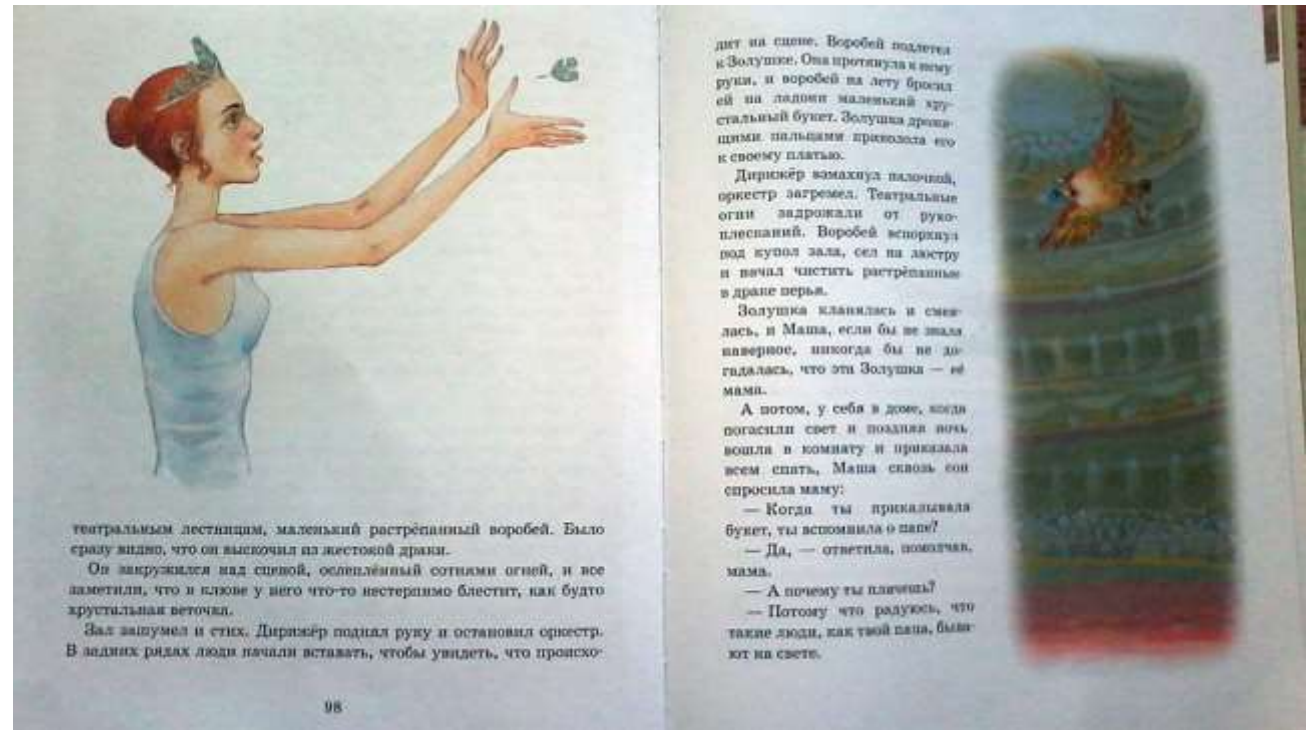 театральным лестницам, маленький растрёпанный воробей. Было
сразу видно, что он выскочил из жестокой драки.
Он закружился над сценой, ослеплённый сотнями огней, и все
заметили, что в клюве у него что-то нестерпимо блестит, как будто
хрустальная веточка.
Зал зашумел и стих. Дирижёр поднял руку и остановил оркестр.
В задних рядах люди начали вставать, чтобы увидеть, что происхо-
98
дит на сцене. Воробей подлетел
к Золушке. Она протянула к нему
руки, и воробей на лету бросил
ей на ладони маленький хру-
стальный букет. Золушка дрожа-
щими пальцами приколола его
к своему платью.
Дирижёр взмахнул палочкой,
оркестр загремел. Театральные
огни задрожали от руко-
плесканий. Воробей вспорхнул
под купол зала, сел на люстру
и начал чистить растрёпанные
в драке перья.
Золушка кланялась и смея-
лась, и Маша, если бы не знала
наверное, никогда бы не до-
гадалась, что эта Золушка — её
мама.
А потом, у себя в доме, когда
погасили свет и поздняя ночь
вошла в комнату и приказала
всем спать, Маша сквозь сон
спросила маму:
— Когда ты прикалывала
букет, ты вспомнила о папе?
— Да, — ответила, помолчав,
мама.
— А почему ты плачешь?
— Потому что радуюсь, что
такие люди, как твой папа, быва-
ют на свете.